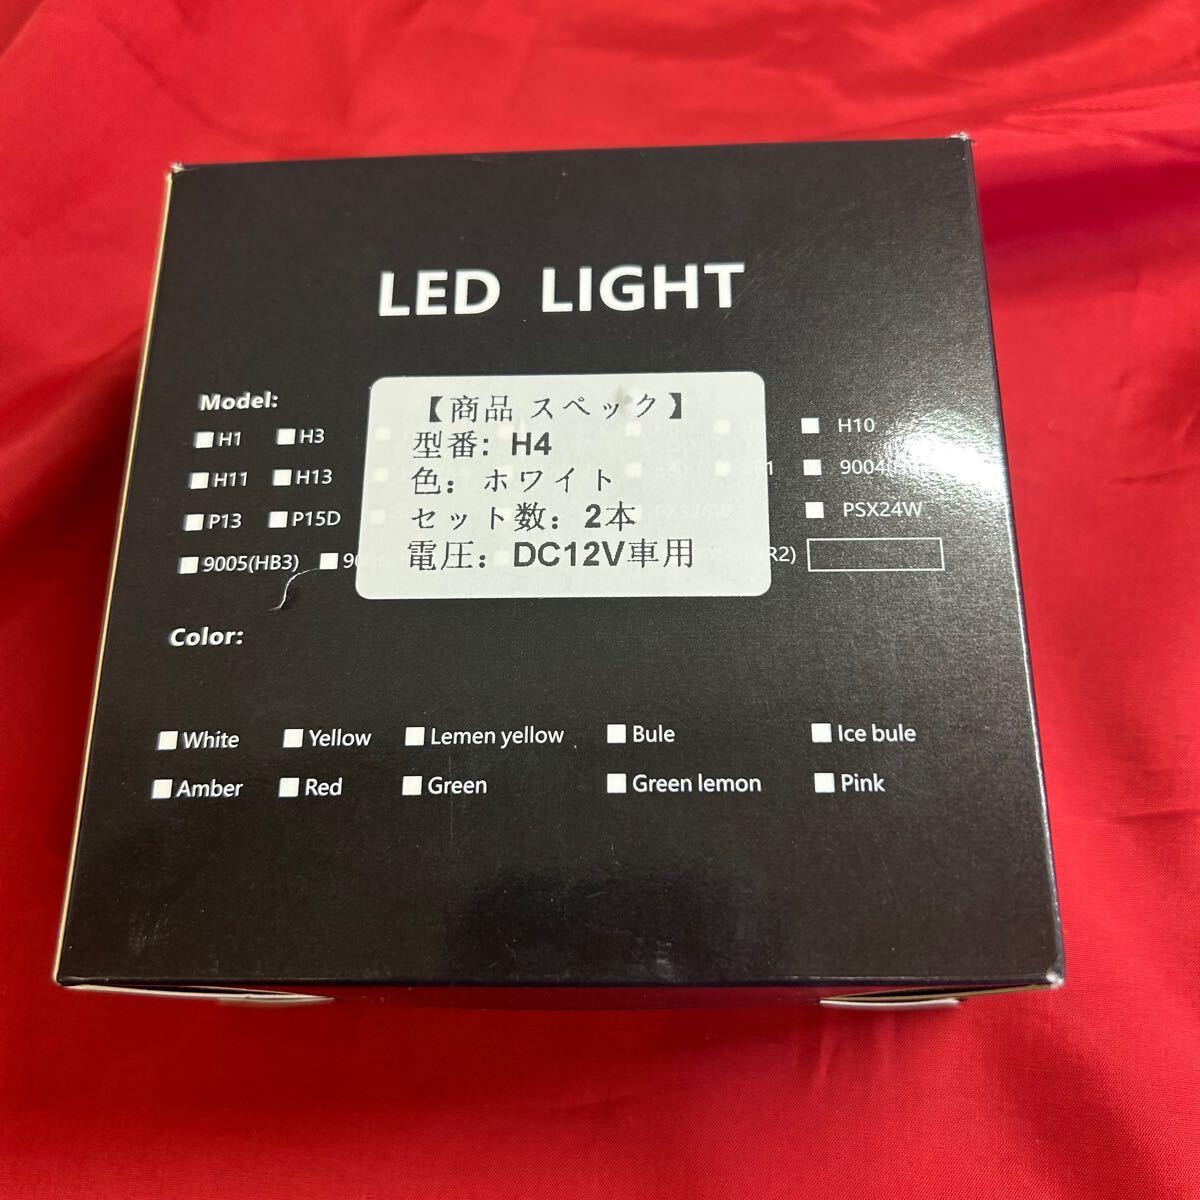 LED LIGHT
Model:
【商品 スペック】
型番: H4
色：ホワイト
セット数：2本
電圧：DC12V車用
H1 H3 H10
H11 H13 9004
P13 P15D PSX24W
9005(HB3)
Color:
White Yellow Lemen yellow Bule Ice bule
Amber Red Green Green lemon Pink